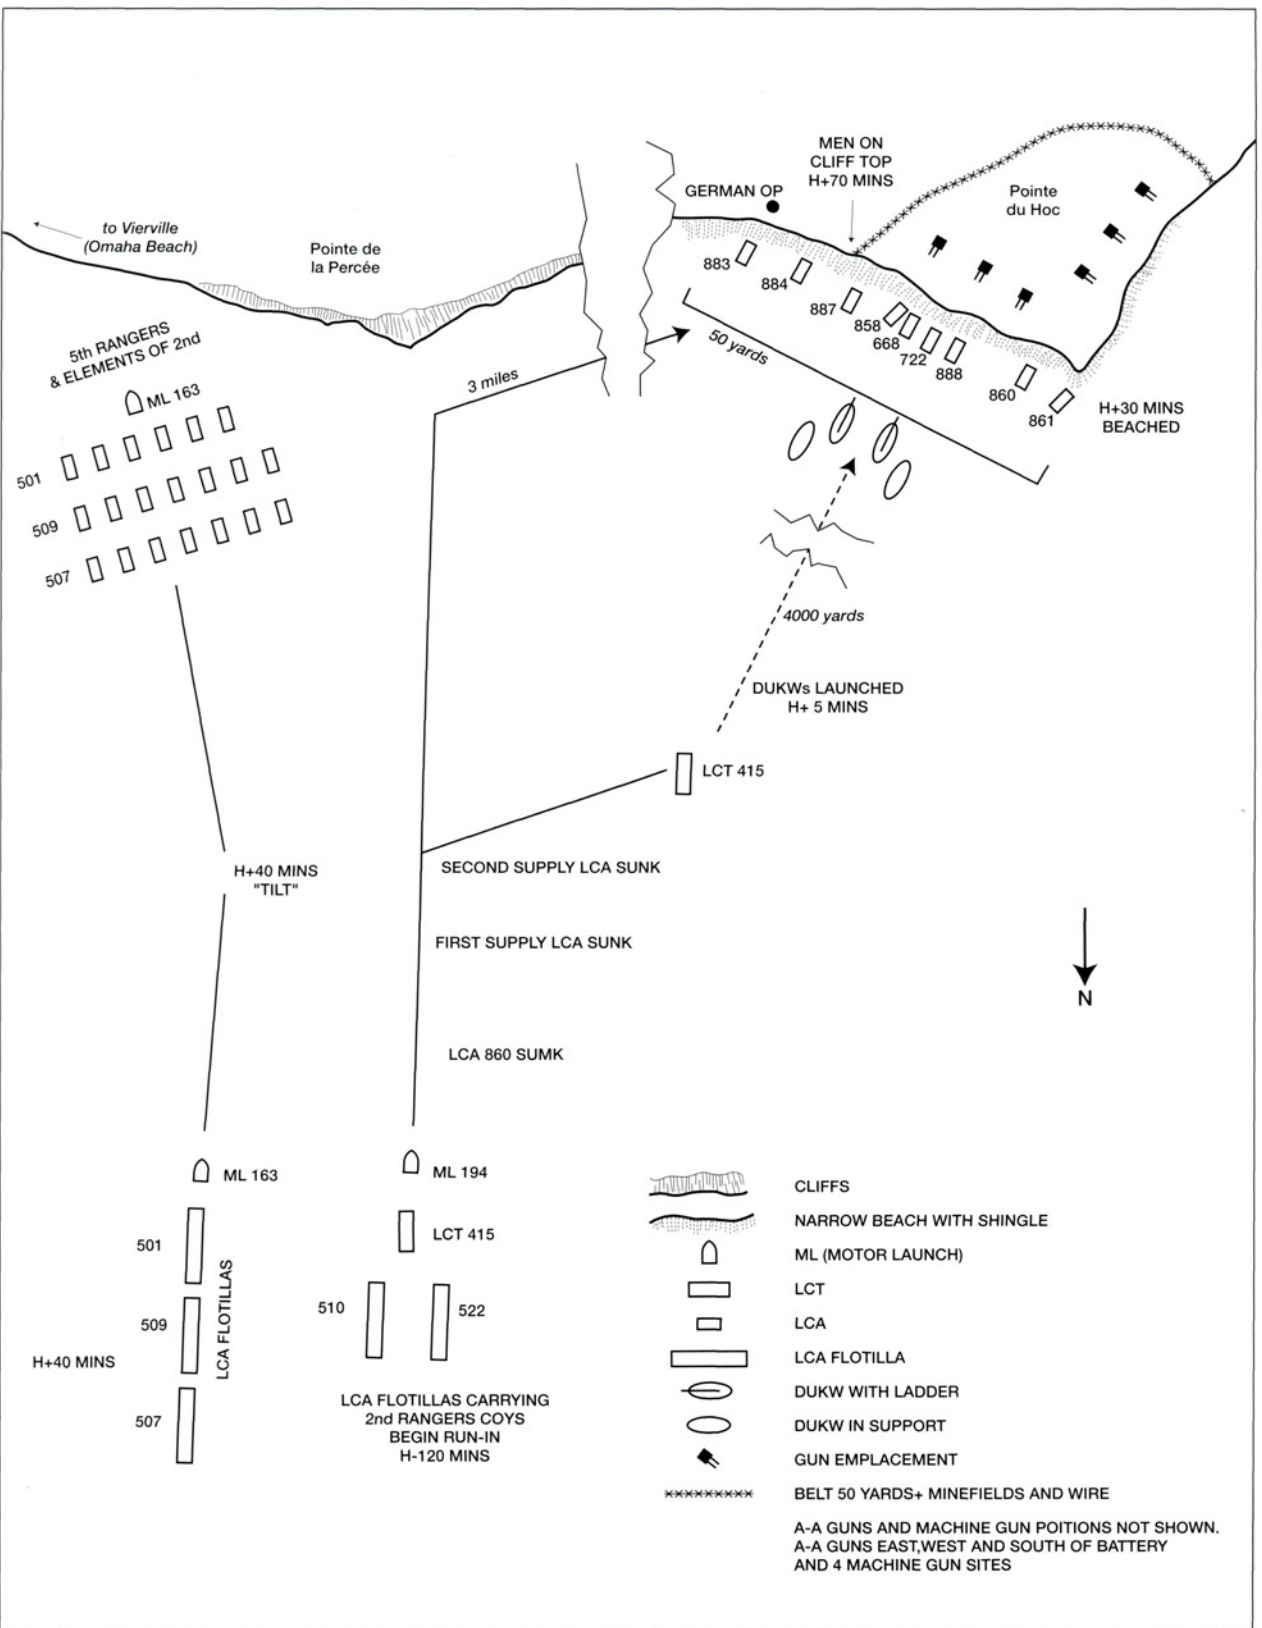 MEN ON
CLIFF TOP
H+70 MINS
GERMAN OP
Pointe
du Hoc
to Vierville
(Omaha Beach)
Pointe de
la Percée
883
884
887
858
668
722
888
860
861
H+30 MINS
BEACHED
50 yards
5th RANGERS
& ELEMENTS OF 2nd
ML 163
3 miles
501
509
507
4000 yards
DUKWs LAUNCHED
H+ 5 MINS
LCT 415
H+40 MINS
"TILT"
SECOND SUPPLY LCA SUNK
FIRST SUPPLY LCA SUNK
N
LCA 860 SUMK
ML 163
ML 194
501
LCT 415
509
LCA FLOTILLAS
510
522
H+40 MINS
507
LCA FLOTILLAS CARRYING
2nd RANGERS COYS
BEGIN RUN-IN
H-120 MINS
CLIFFS
NARROW BEACH WITH SHINGLE
ML (MOTOR LAUNCH)
LCT
LCA
LCA FLOTILLA
DUKW WITH LADDER
DUKW IN SUPPORT
GUN EMPLACEMENT
BELT 50 YARDS+ MINEFIELDS AND WIRE
A-A GUNS AND MACHINE GUN POITIONS NOT SHOWN.
A-A GUNS EAST,WEST AND SOUTH OF BATTERY
AND 4 MACHINE GUN SITES